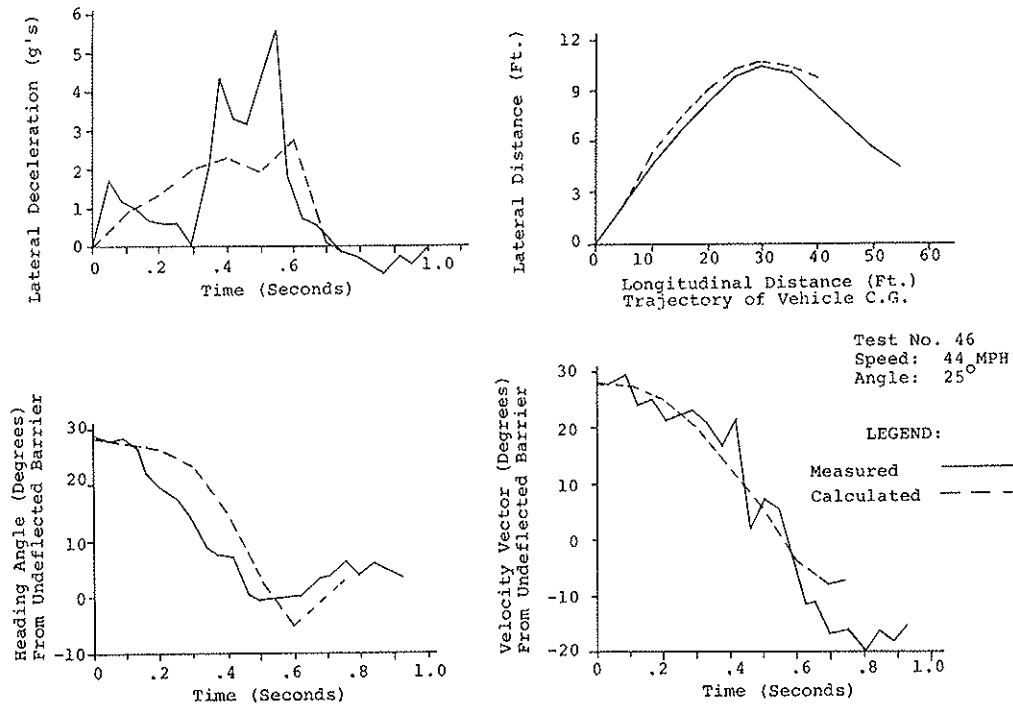 Lateral Deceleration (g's)
6
5
4
3
2
1
0
0 .2 .4 .6 1.0
Time (Seconds)
Lateral Distance (Ft.)
12
9
6
3
0
0 10 20 30 40 50 60
Longitudinal Distance (Ft.)
Trajectory of Vehicle C.G.
Test No. 46
Speed: 44 MPH
Angle: 25°
LEGEND:
Measured
Calculated
Heading Angle (Degrees)
From Undeflected Barrier
30
20
10
0
-10
0 .2 .4 .6 .8 1.0
Time (Seconds)
Velocity Vector (Degrees)
From Undeflected Barrier
30
20
10
0
-10
-20
0 .2 .4 .6 .8 1.0
Time (Seconds)